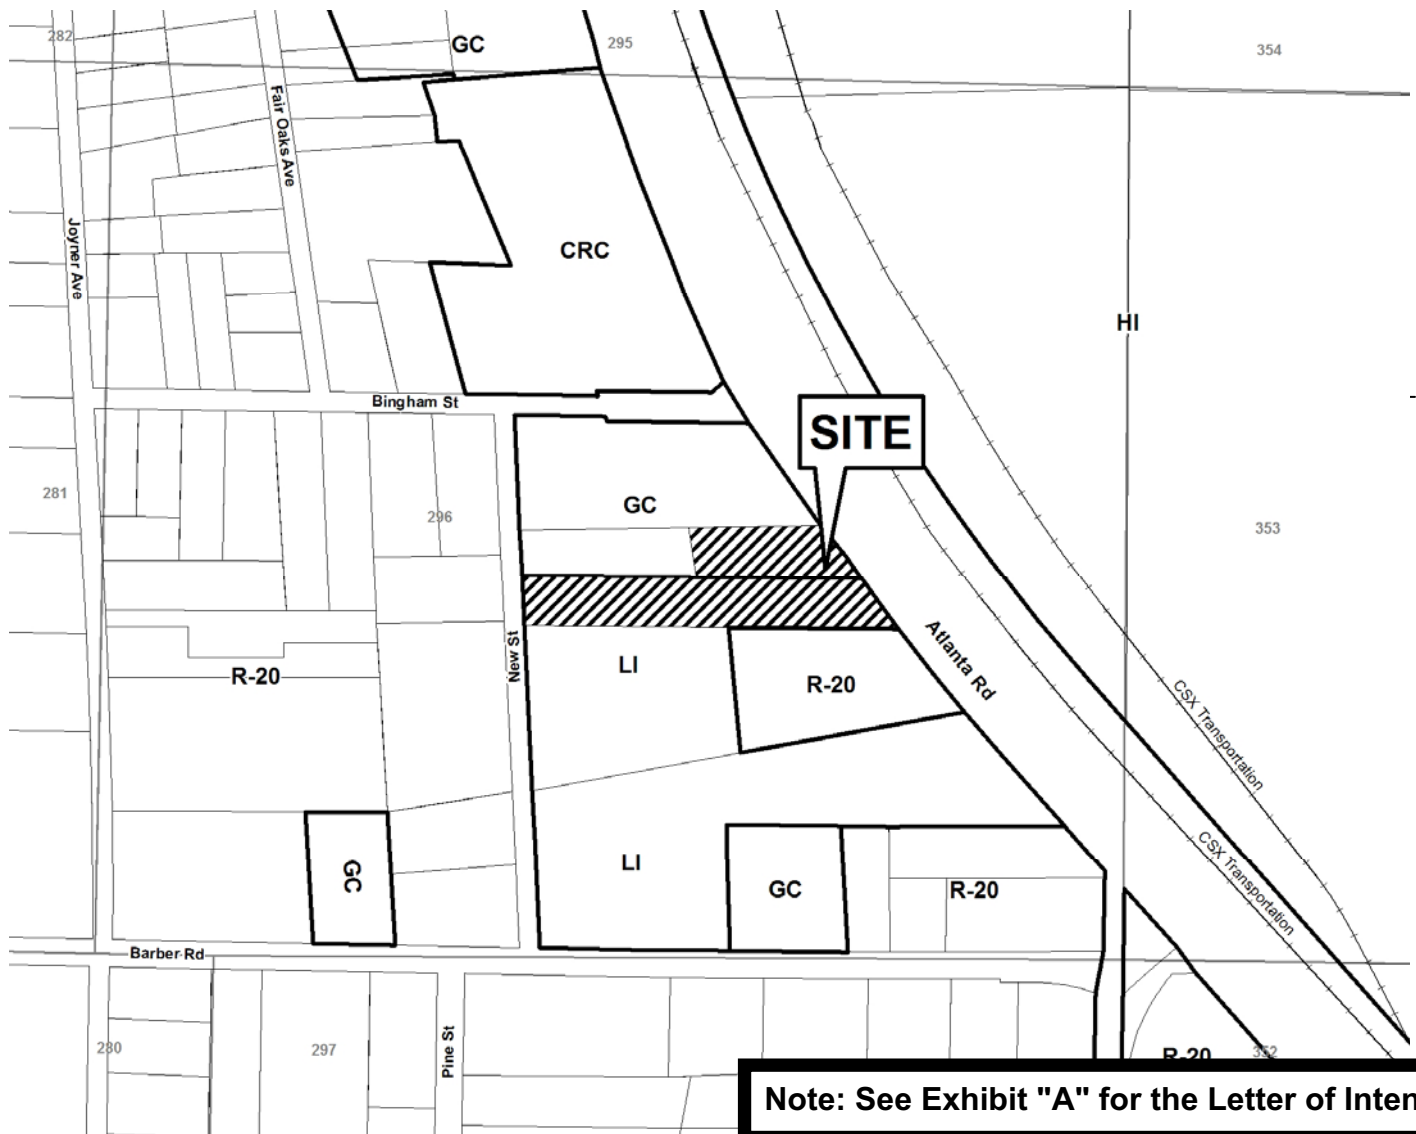 282
GC
295
354
Fair Oaks Ave
Joyner Ave
CRC
HI
Bingham St
SITE
281
296
GC
353
New St
Atlanta Rd
LI
R-20
R-20
CSX Transportation
CSX Transportation
GC
LI
GC
R-20
Barber Rd
280
297
Pine St
R-20
352
Note: See Exhibit "A" for the Letter of Inten